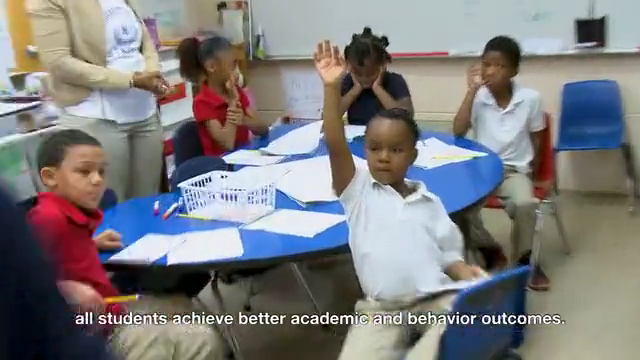 all students achieve better academic and behavior outcomes.